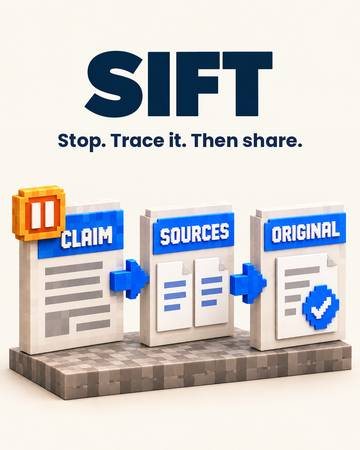 SIFT
Stop. Trace it. Then share.
CLAIM
SOURCES
ORIGINAL